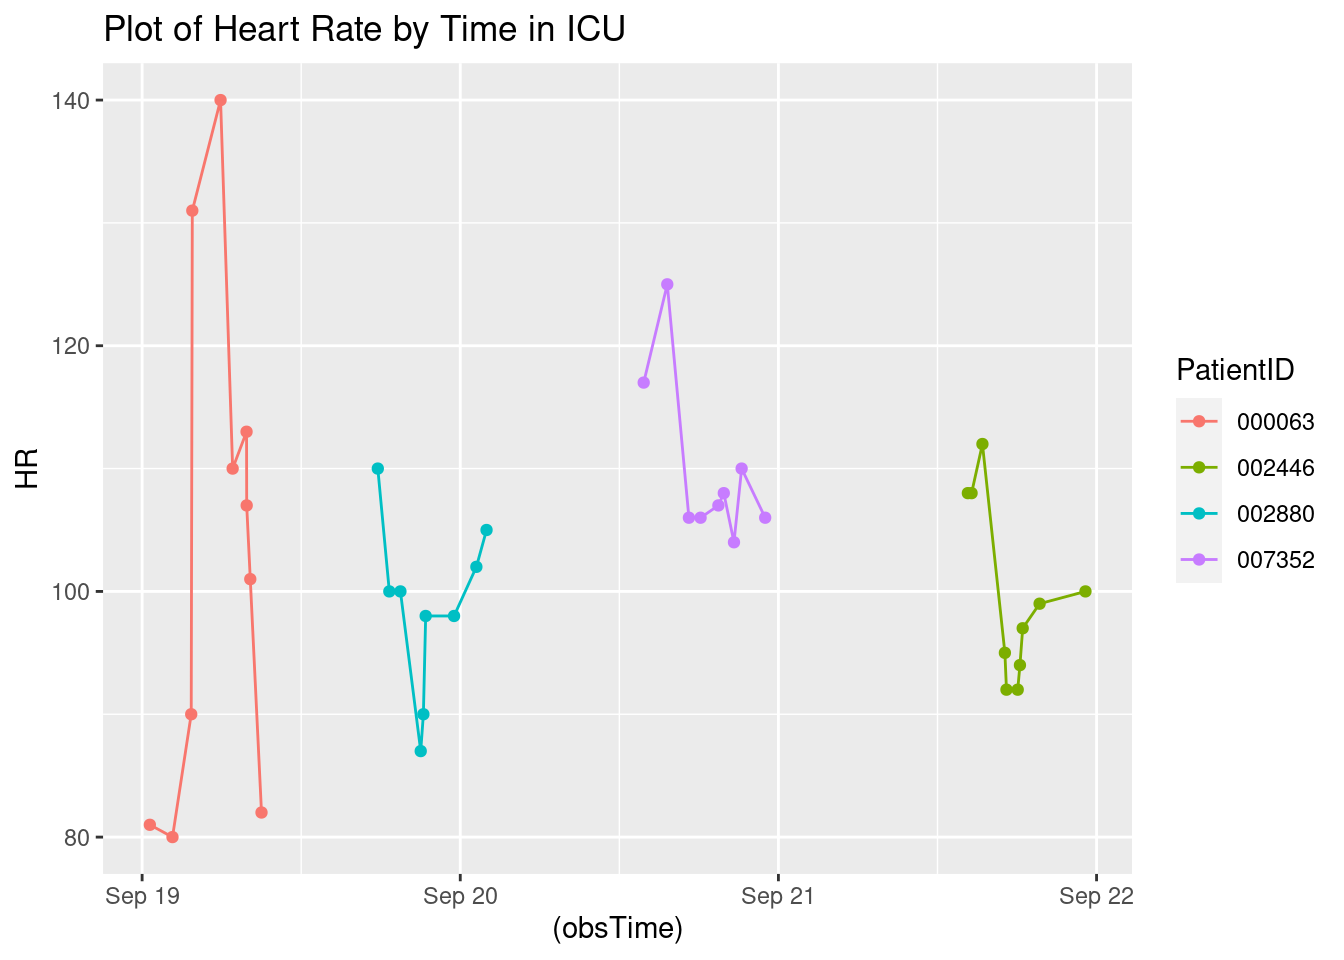 Plot of Heart Rate by Time in ICU
HR
140
120
100
80
Sep 19
Sep 20
Sep 21
Sep 22
(obsTime)
PatientID
000063
002446
002880
007352